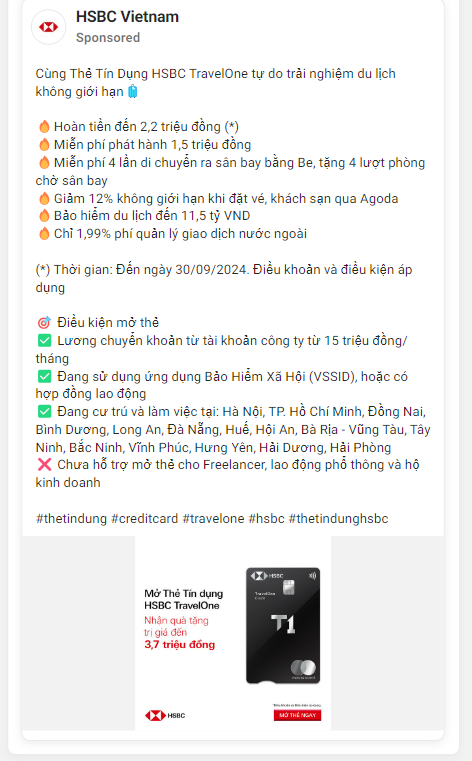 HSBC Vietnam
Sponsored
Cùng Thẻ Tín Dụng HSBC TravelOne tự do trải nghiệm du lịch
không giới hạn🧳
🔥Hoàn tiền đến 2,2 triệu đồng (*)
🔥Miễn phí phát hành 1,5 triệu đồng
🔥Miễn phí 4 lần di chuyển ra sân bay bằng Be, tặng 4 lượt phòng
chờ sân bay
🔥Giảm 12% không giới hạn khi đặt vé, khách sạn qua Agoda
🔥Bảo hiểm du lịch đến 11,5 tỷ VND
🔥Chỉ 1,99% phí quản lý giao dịch nước ngoài
(*) Thời gian: Đến ngày 30/09/2024. Điều khoản và điều kiện áp
dụng
🎯 Điều kiện mở thẻ
✅ Lương chuyển khoản từ tài khoản công ty từ 15 triệu đồng/
tháng
✅ Đang sử dụng ứng dụng Bảo Hiểm Xã Hội (VSSID), hoặc có
hợp đồng lao động
✅ Đang cư trú và làm việc tại: Hà Nội, TP. Hồ Chí Minh, Đồng Nai,
Bình Dương, Long An, Đà Nẵng, Huế, Hội An, Bà Rịa - Vũng Tàu, Tây
Ninh, Bắc Ninh, Vĩnh Phúc, Hưng Yên, Hải Dương, Hải Phòng
❌ Chưa hỗ trợ mở thẻ cho Freelancer, lao động phổ thông và hộ
kinh doanh
#thetindung #creditcard #travelone #hsbc #thetindunghsbc
Mở Thẻ Tín dụng
HSBC TravelOne
Nhận quà tặng
trị giá đến
3,7 triệu đồng
HSBC
TravelOne
T1
HSBC
MỞ THẺ NGAY